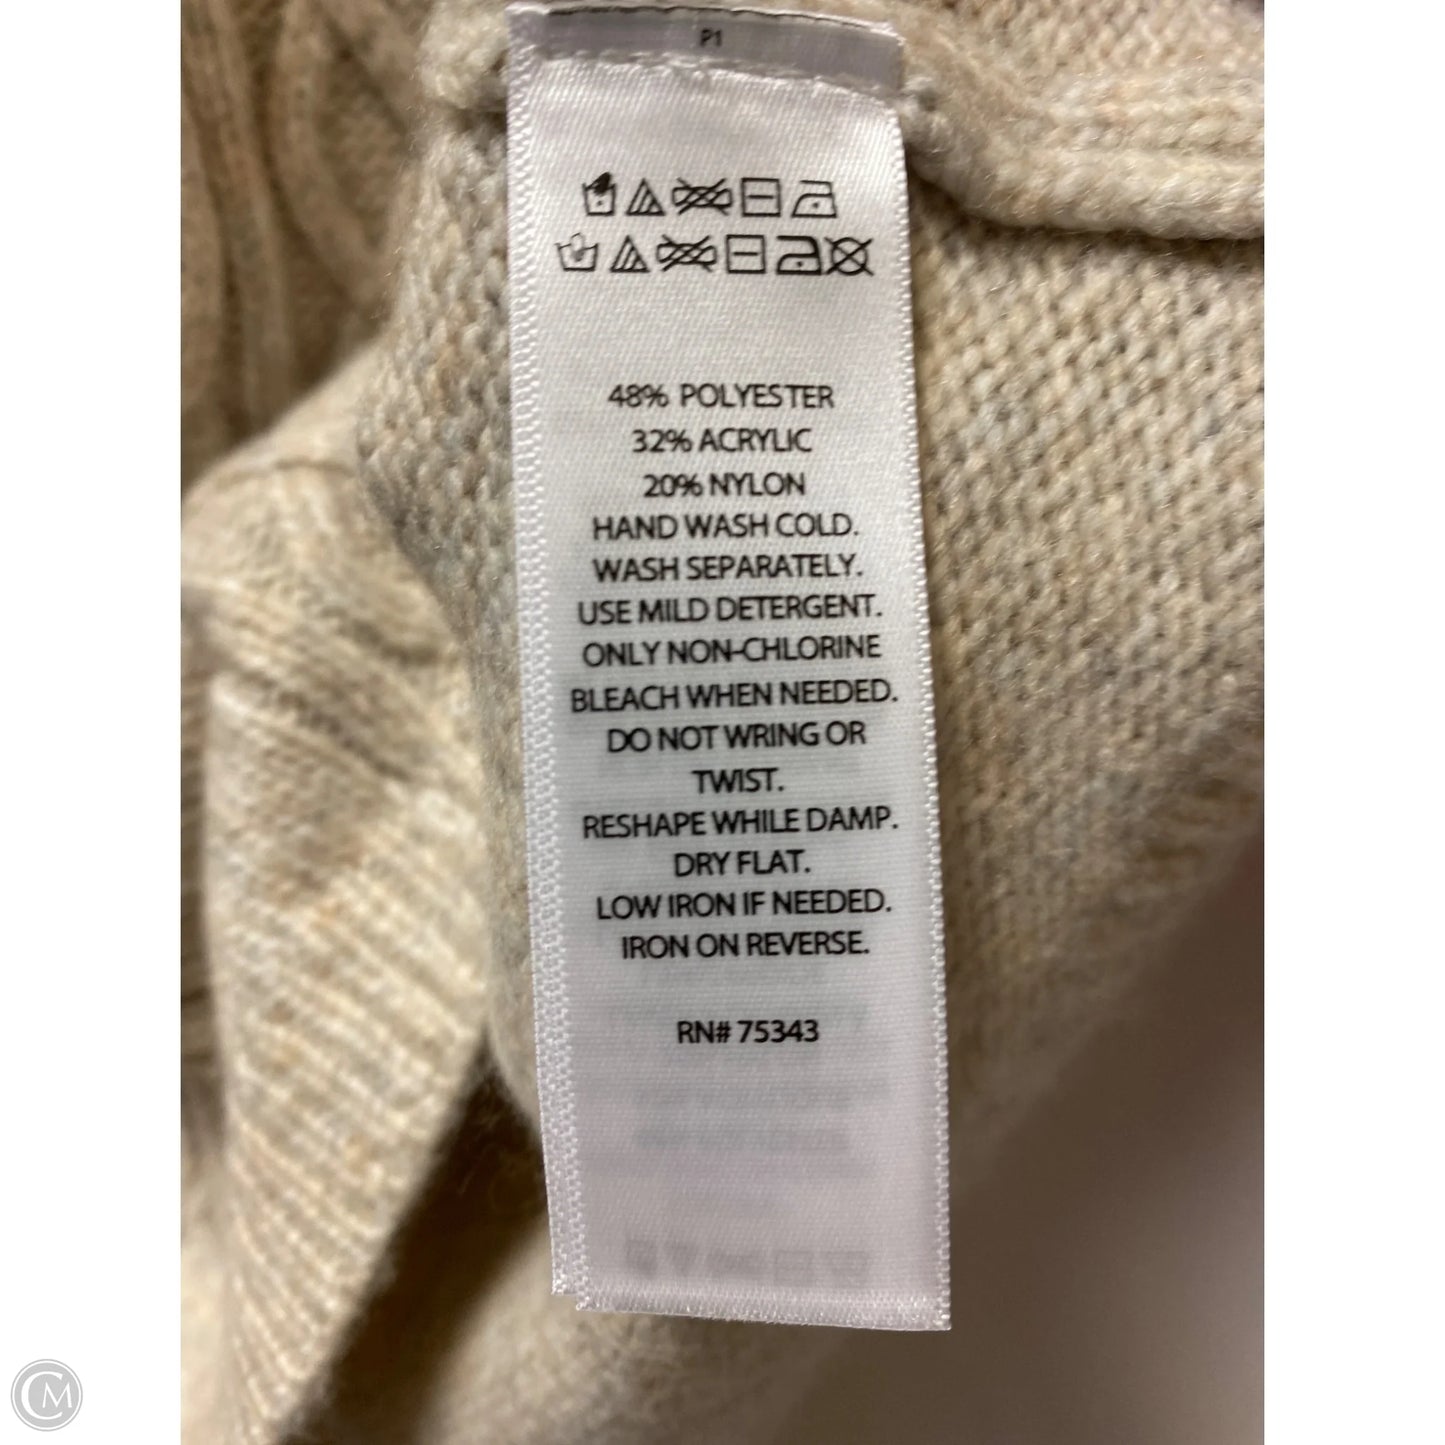 P1
48% POLYESTER
32% ACRYLIC
20% NYLON
HAND WASH COLD.
WASH SEPARATELY.
USE MILD DETERGENT.
ONLY NON-CHLORINE
BLEACH WHEN NEEDED.
DO NOT WRING OR
TWIST.
RESHAPE WHILE DAMP.
DRY FLAT.
LOW IRON IF NEEDED.
IRON ON REVERSE.
RN# 75343
CM